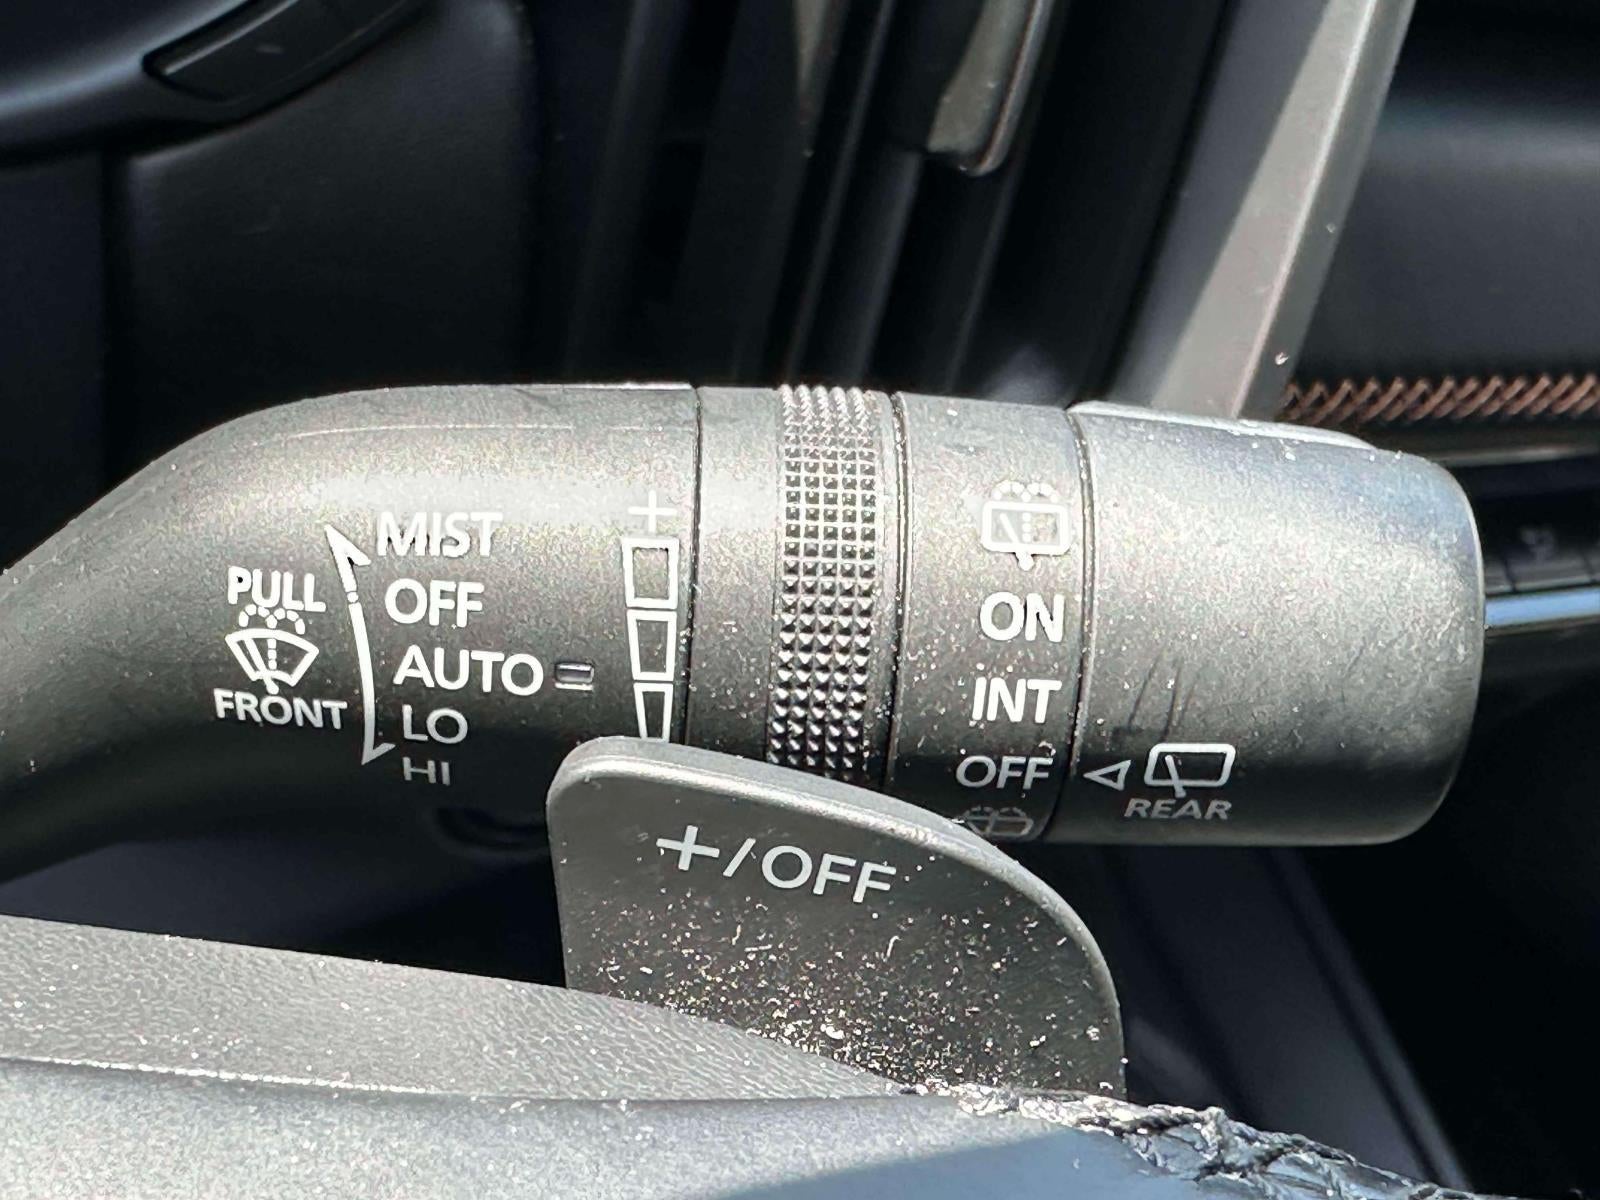 MIST
PULL
OFF
AUTO
FRONT
LO
HI
+
ON
INT
OFF
REAR
+/OFF